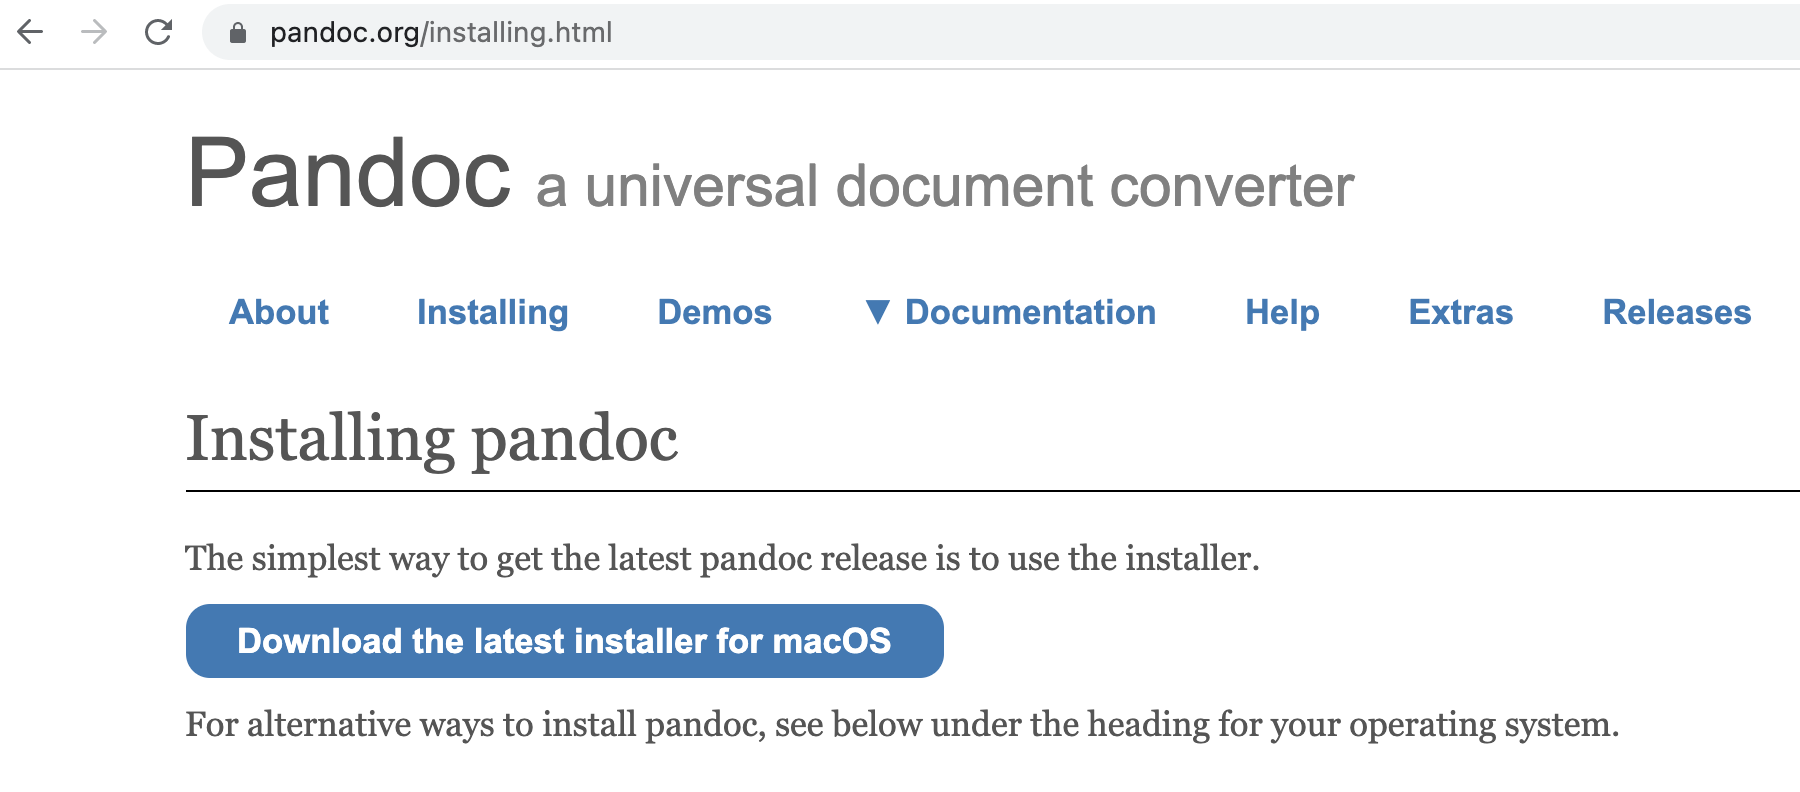 pandoc.org/installing.html
Pandoc a universal document converter
About Installing Demos ▼ Documentation Help Extras Releases
Installing pandoc
The simplest way to get the latest pandoc release is to use the installer.
Download the latest installer for macOS
For alternative ways to install pandoc, see below under the heading for your operating system.